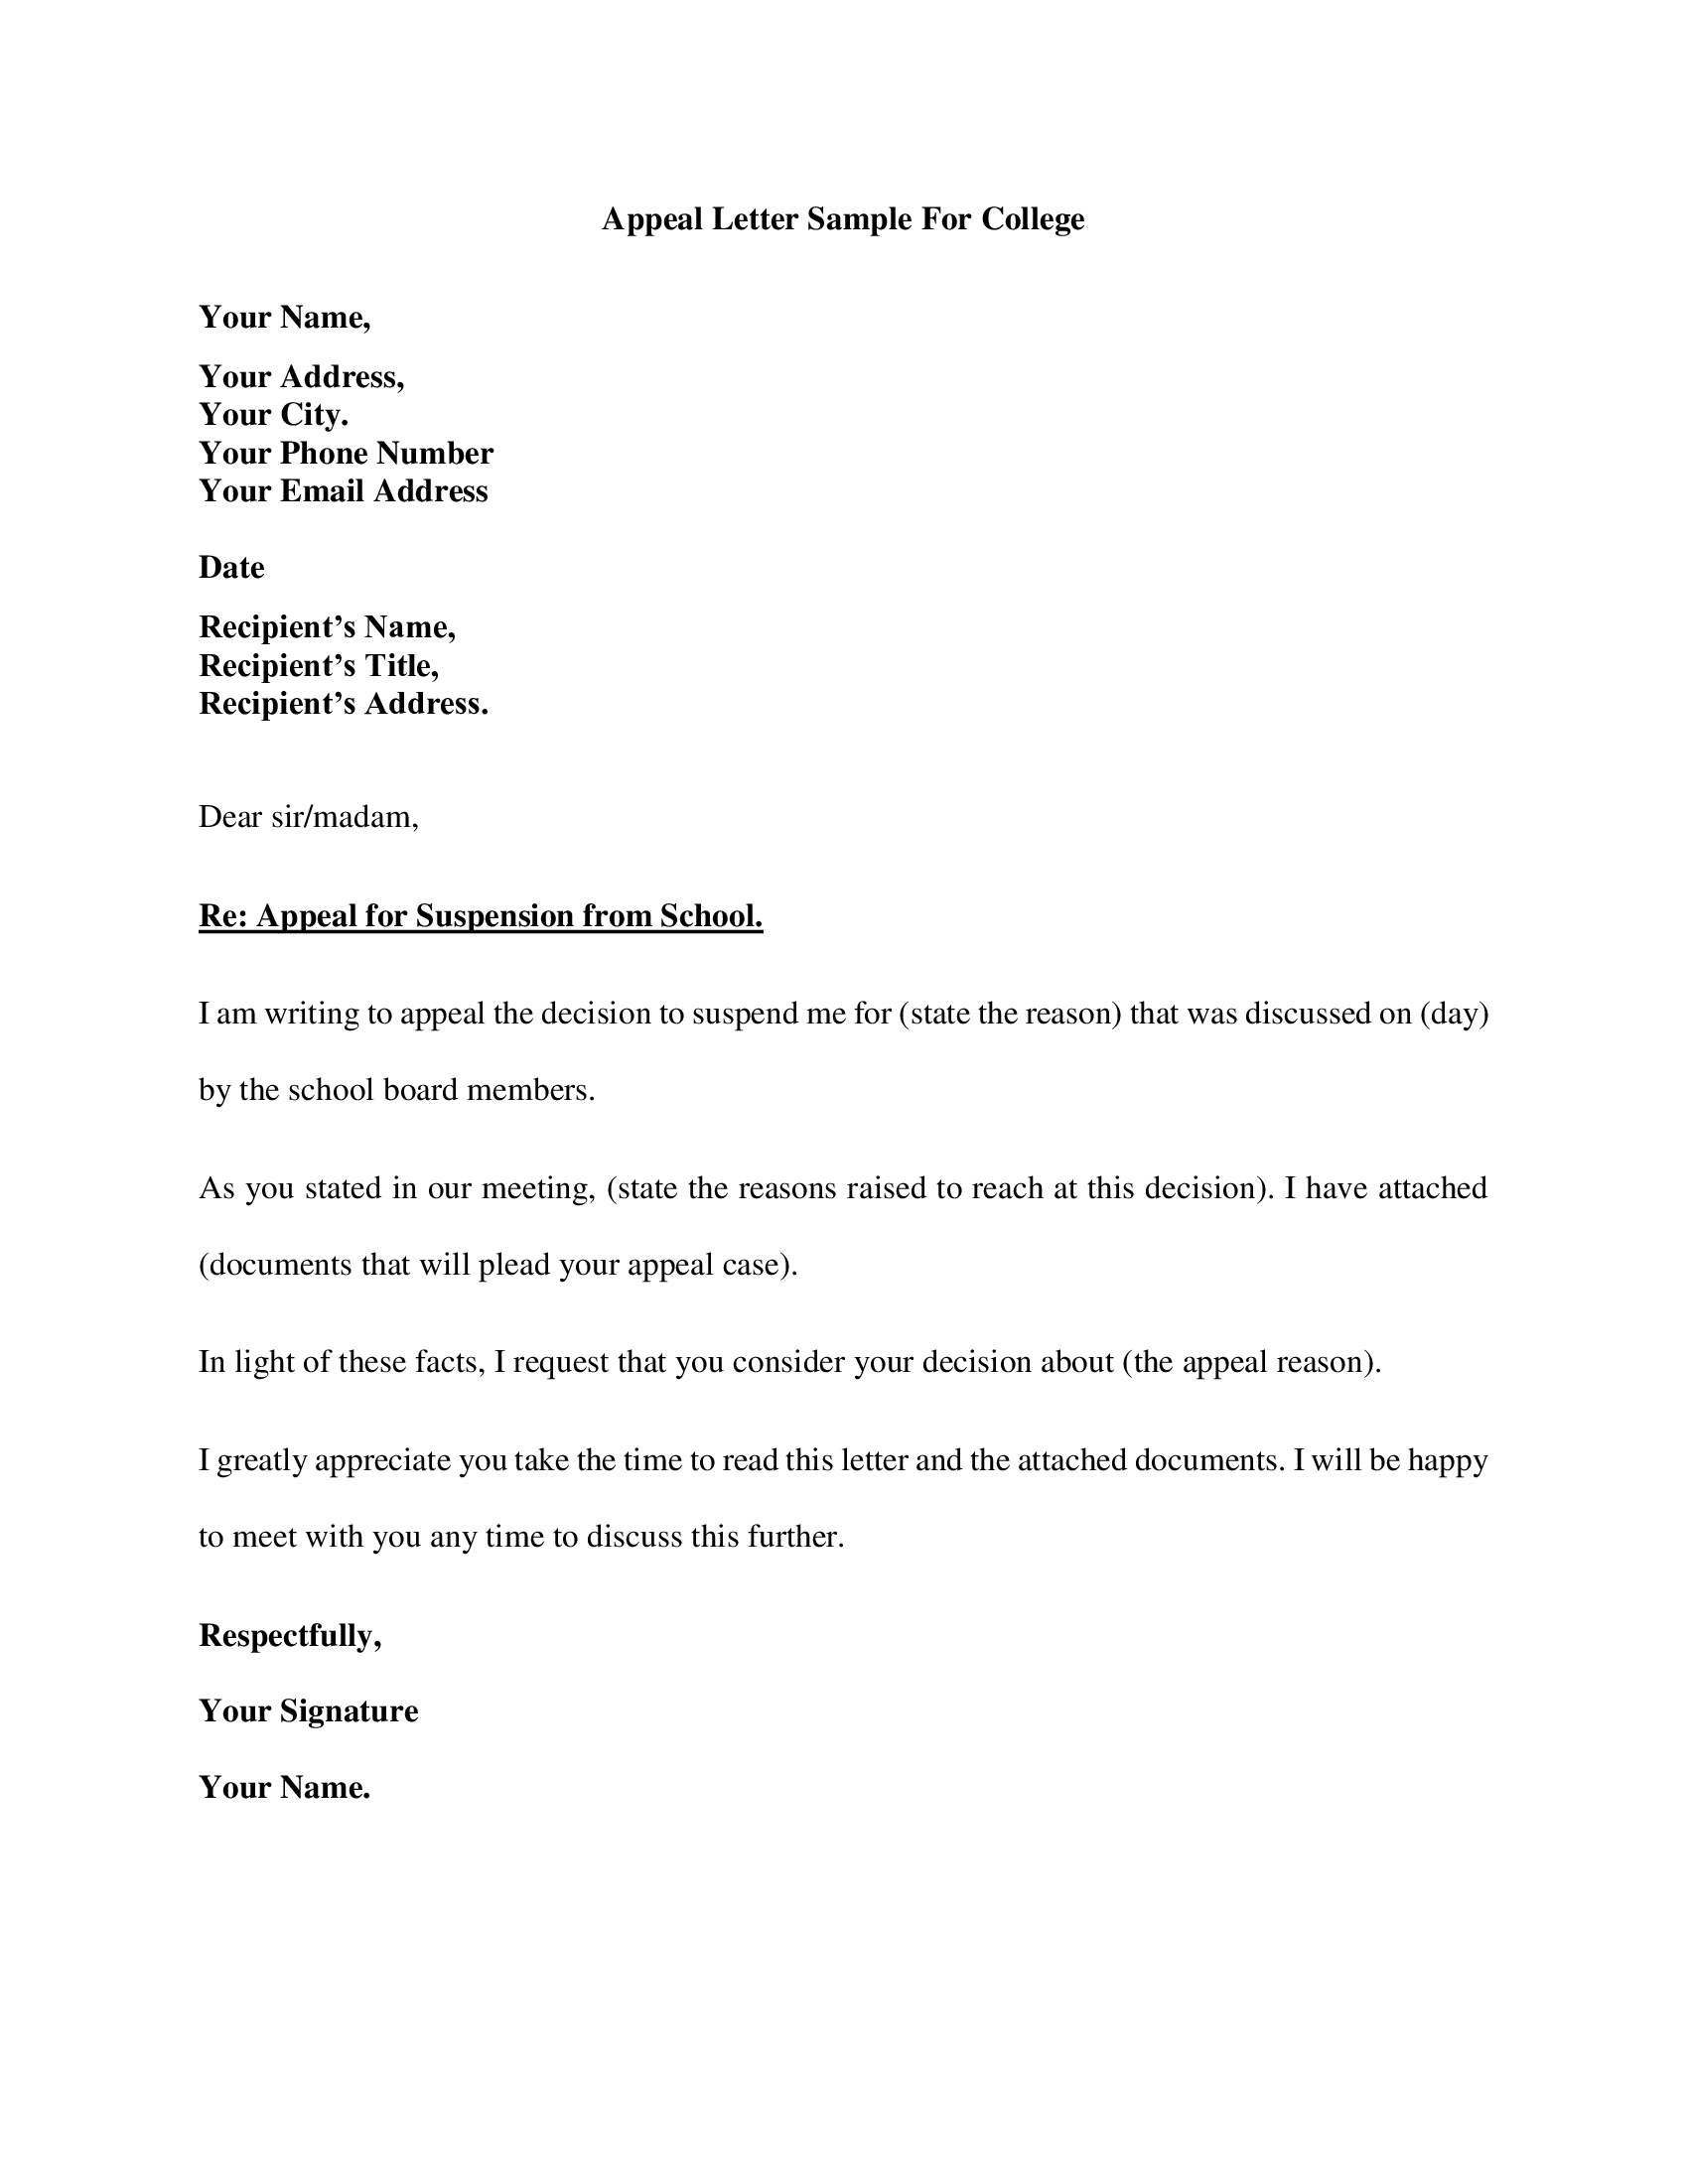 Appeal Letter Sample For College
Your Name,
Your Address,
Your City.
Your Phone Number
Your Email Address
Date
Recipient’s Name,
Recipient’s Title,
Recipient’s Address.
Dear sir/madam,
Re: Appeal for Suspension from School.
I am writing to appeal the decision to suspend me for (state the reason) that was discussed on (day)
by the school board members.
As you stated in our meeting, (state the reasons raised to reach at this decision). I have attached
(documents that will plead your appeal case).
In light of these facts, I request that you consider your decision about (the appeal reason).
I greatly appreciate you take the time to read this letter and the attached documents. I will be happy
to meet with you any time to discuss this further.
Respectfully,
Your Signature
Your Name.